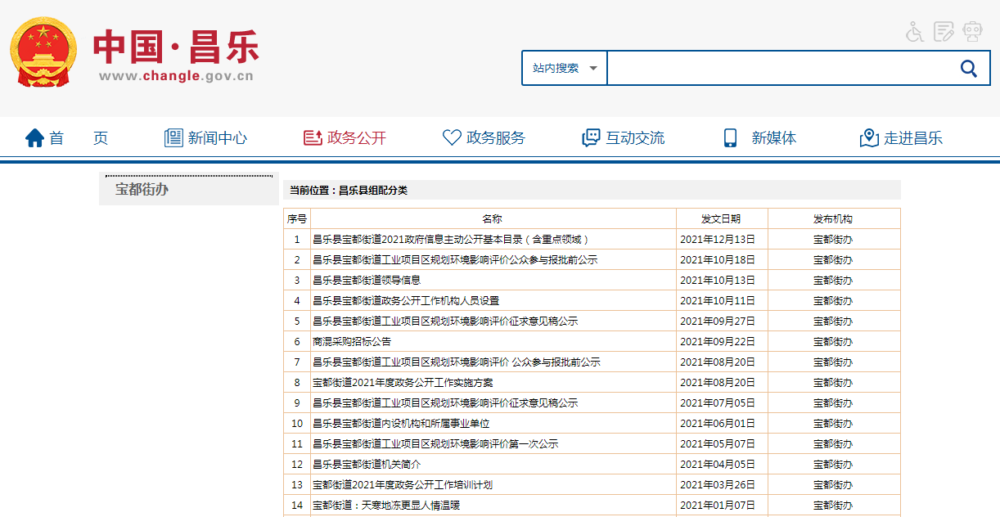 中国·昌乐
www.changle.gov.cn
站内搜索
首 页 新闻中心 政务公开 政务服务 互动交流 新媒体 走进昌乐
宝都街办
当前位置：昌乐县组配分类
序号 名称 发文日期 发布机构
1 昌乐县宝都街道2021政府信息主动公开基本目录（含重点领域） 2021年12月13日 宝都街办
2 昌乐县宝都街道工业项目区规划环境影响评价公众参与报批前公示 2021年10月18日 宝都街办
3 昌乐县宝都街道领导信息 2021年10月13日 宝都街办
4 昌乐县宝都街道政务公开工作机构人员设置 2021年10月11日 宝都街办
5 昌乐县宝都街道工业项目区规划环境影响评价征求意见稿公示 2021年09月27日 宝都街办
6 商混采购招标公告 2021年09月22日 宝都街办
7 昌乐县宝都街道工业项目区规划环境影响评价 公众参与报批前公示 2021年08月20日 宝都街办
8 宝都街道2021年度政务公开工作实施方案 2021年08月20日 宝都街办
9 昌乐县宝都街道工业项目区规划环境影响评价征求意见稿公示 2021年07月05日 宝都街办
10 昌乐县宝都街道内设机构和所属事业单位 2021年06月01日 宝都街办
11 昌乐县宝都街道工业项目区规划环境影响评价第一次公示 2021年05月07日 宝都街办
12 昌乐县宝都街道机关简介 2021年04月05日 宝都街办
13 宝都街道2021年度政务公开工作培训计划 2021年03月26日 宝都街办
14 宝都街道：天寒地冻更显人情温暖 2021年01月07日 宝都街办